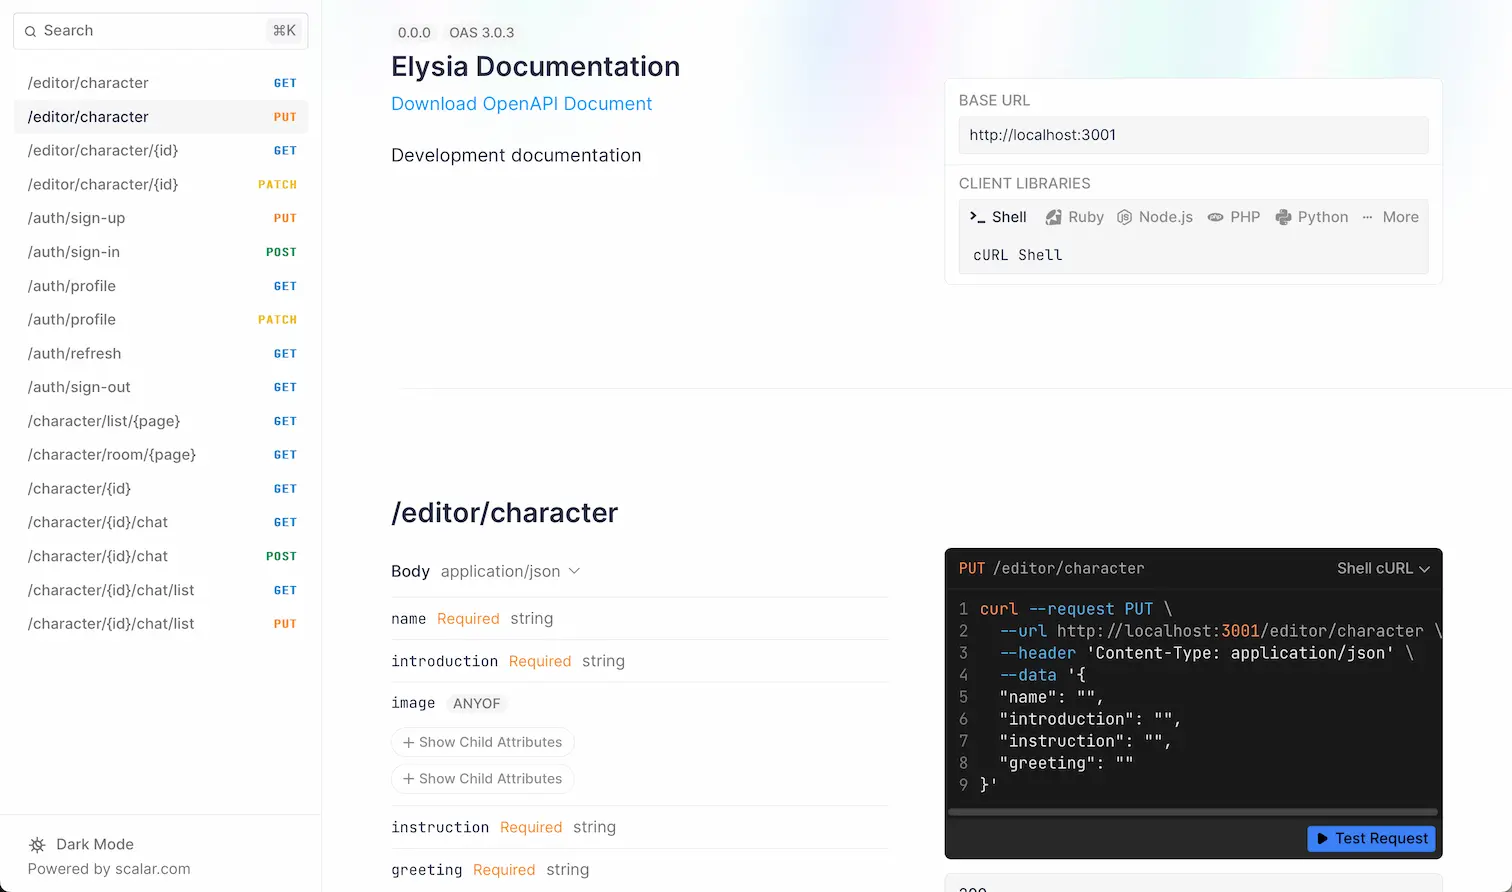 Search
⌘K
/editor/character GET
/editor/character PUT
/editor/character/{id} GET
/editor/character/{id} PATCH
/auth/sign-up PUT
/auth/sign-in POST
/auth/profile GET
/auth/profile PATCH
/auth/refresh GET
/auth/sign-out GET
/character/list/{page} GET
/character/room/{page} GET
/character/{id} GET
/character/{id}/chat GET
/character/{id}/chat POST
/character/{id}/chat/list GET
/character/{id}/chat/list PUT
Dark Mode
Powered by scalar.com
0.0.0 OAS 3.0.3
Elysia Documentation
Download OpenAPI Document
Development documentation
BASE URL
http://localhost:3001
CLIENT LIBRARIES
Shell Ruby Node.js PHP Python ··· More
cURL Shell
/editor/character
Body application/json
name Required string
introduction Required string
image ANYOF
+ Show Child Attributes
+ Show Child Attributes
instruction Required string
greeting Required string
PUT /editor/character Shell cURL
1 curl --request PUT \
2 --url http://localhost:3001/editor/character \
3 --header 'Content-Type: application/json' \
4 --data '{
5 "name": "",
6 "introduction": "",
7 "instruction": "",
8 "greeting": ""
9 }'
Test Request
200